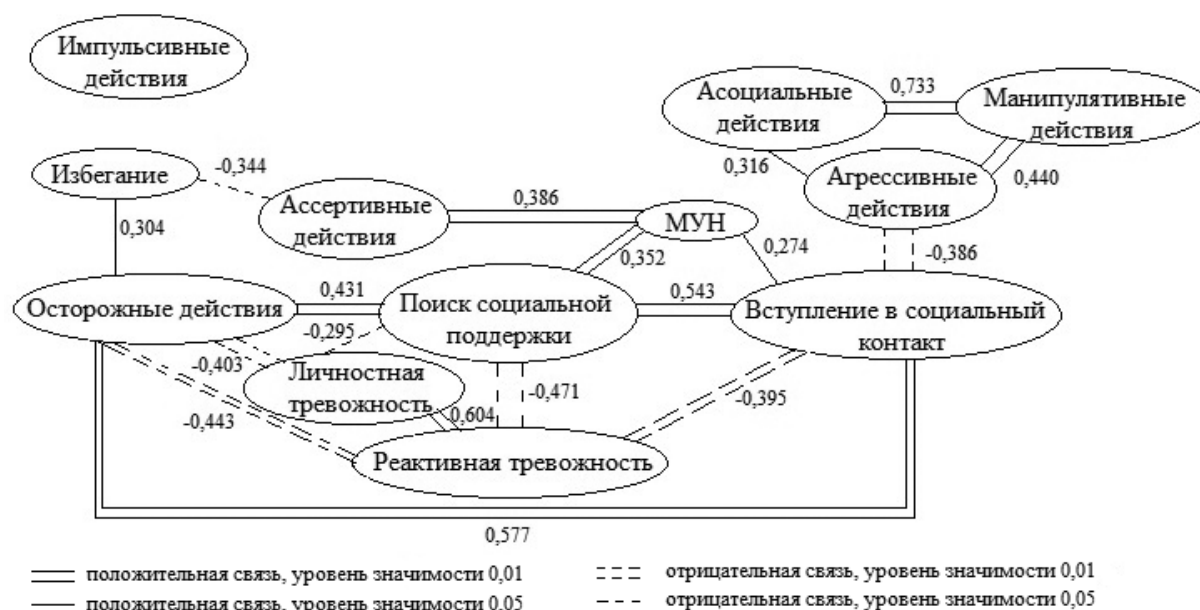 Импульсивные
действия
Асоциальные
действия
0,733
Манипулятивные
действия
Избегание
-0,344
0,316
Агрессивные
действия
0,440
Ассертивные
действия
0,386
МУН
0,304
0,352
0,274
-0,386
Осторожные действия
0,431
Поиск социальной
поддержки
0,543
Вступление в социальный
контакт
-0,295
-0,403
Личностная
тревожность
-0,471
-0,395
-0,443
0,604
Реактивная тревожность
0,577
положительная связь, уровень значимости 0,01
отрицательная связь, уровень значимости 0,01
положительная связь, уровень значимости 0,05
отрицательная связь, уровень значимости 0,05